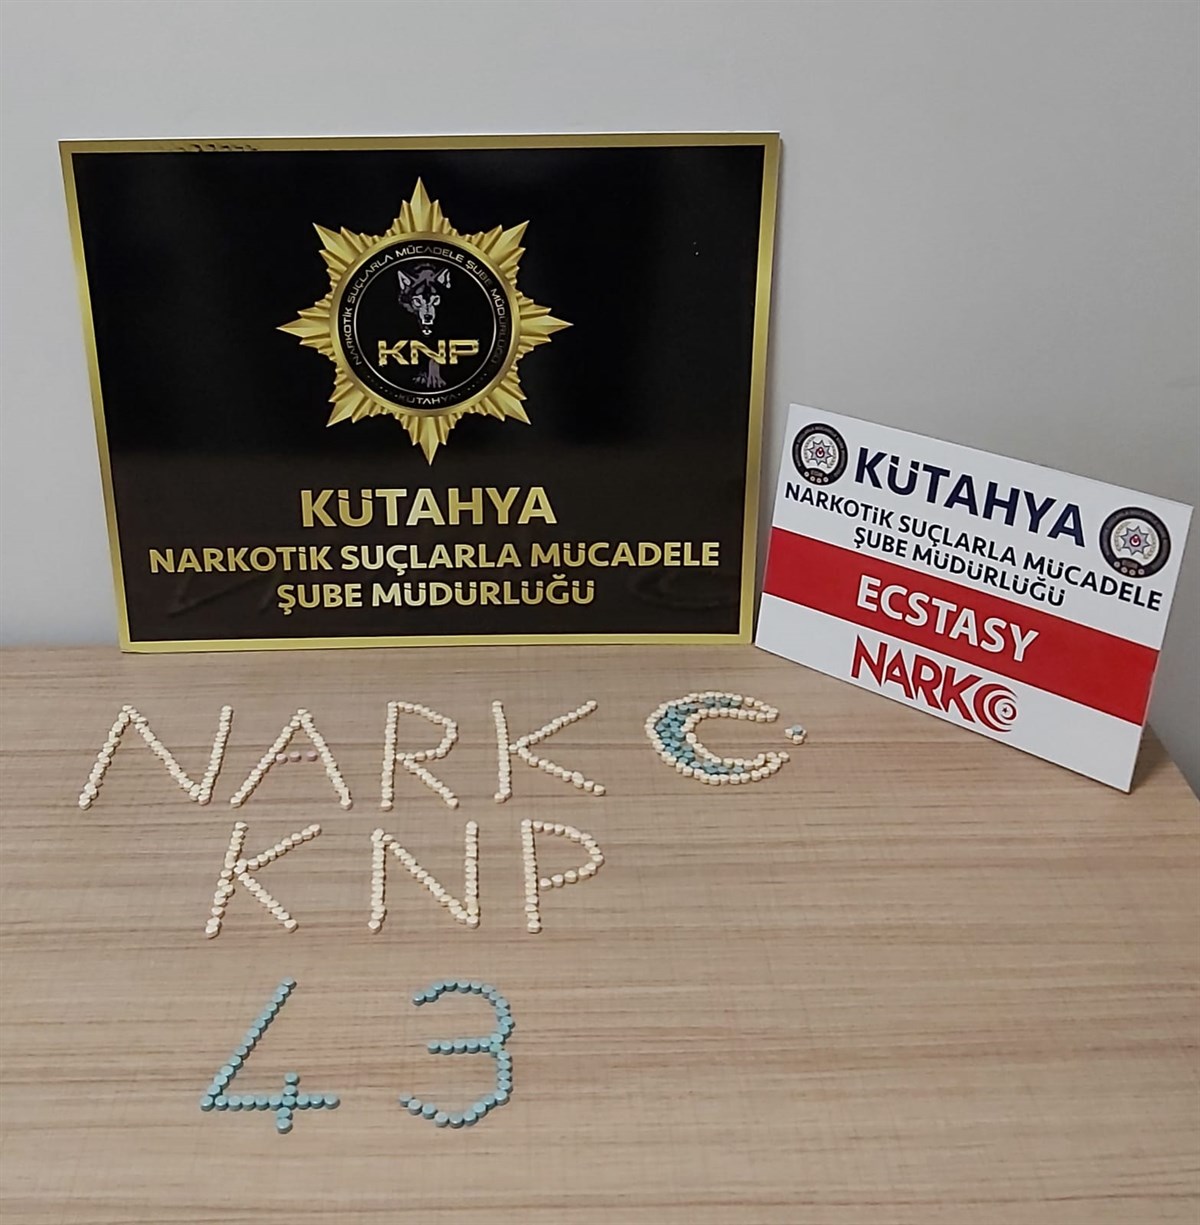 NARKOTİK SUÇLARLA MÜCADELE ŞUBE MÜDÜRLÜĞÜ
KNP
KÜTAHYA
KÜTAHYA
NARKOTİK SUÇLARLA MÜCADELE
ŞUBE MÜDÜRLÜĞÜ
KÜTAHYA
NARKOTİK SUÇLARLA MÜCADELE
ŞUBE MÜDÜRLÜĞÜ
ECSTASY
NARKO
NARKC
KNP
43